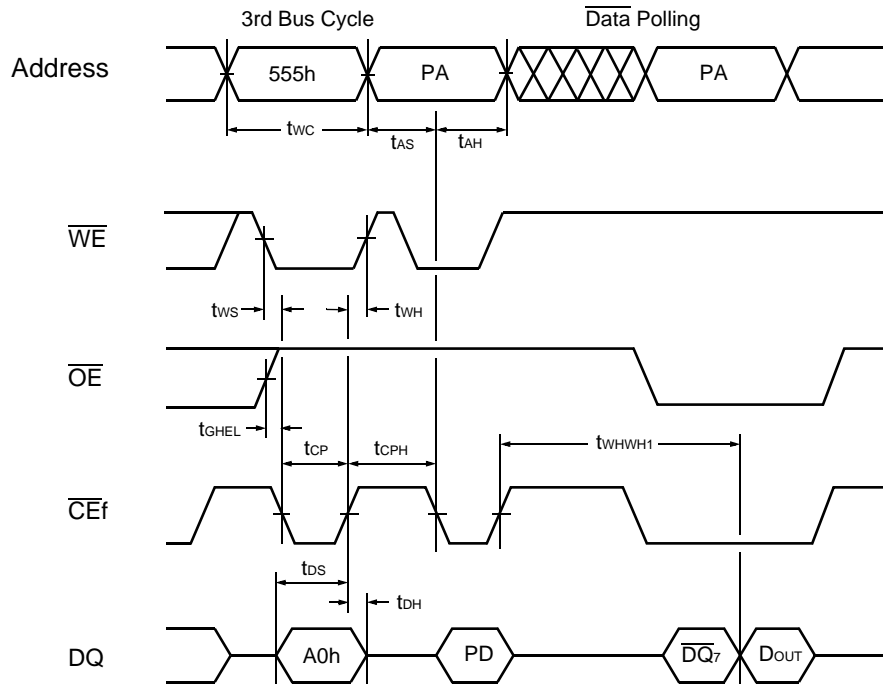 3rd Bus Cycle
Data Polling
Address
555h
PA
PA
tWC
tAS
tAH
WE
tWS
tWH
OE
tGHEL
tCP
tCPH
tWHWH1
CEf
tDS
tDH
DQ
A0h
PD
DQ7
DOUT